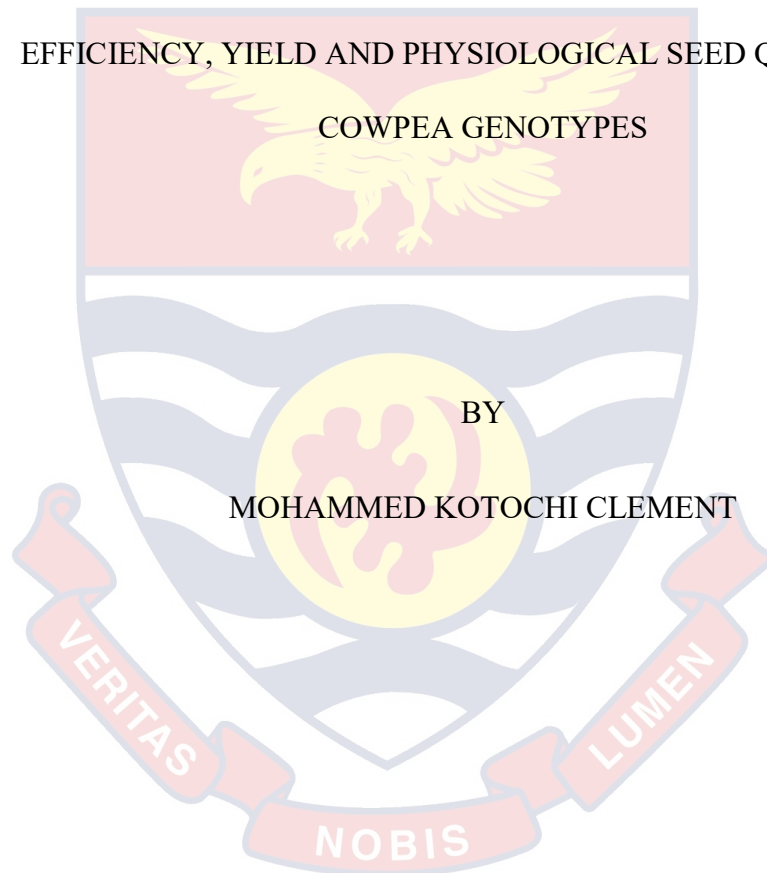 EFFICIENCY, YIELD AND PHYSIOLOGICAL SEED
COWPEA GENOTYPES
BY
MOHAMMED KOTOCHI CLEMENT
VERITAS
NOBIS
LUMEN